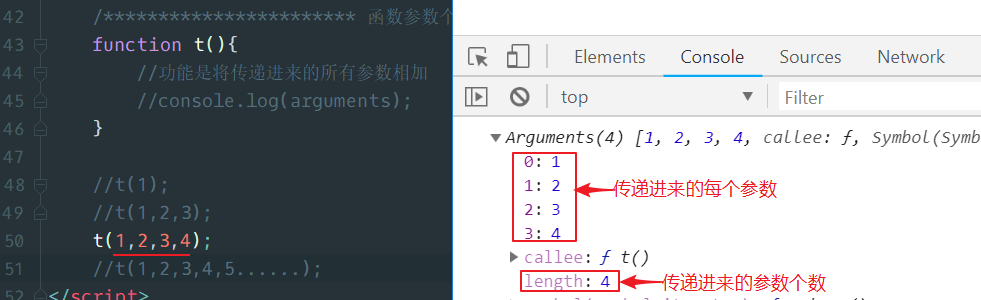 42 /*********************** 函数参数个
43 function t(){
44 //功能是将传递进来的所有参数相加
45 //console.log(arguments);
46 }
47
48 //t(1);
49 //t(1,2,3);
50 t(1,2,3,4);
51 //t(1,2,3,4,5......);
52 </script>
Elements Console Sources Network
top Filter
Arguments(4) [1, 2, 3, 4, callee: ƒ, Symbol(Symb
0: 1
1: 2
传递进来的每个参数
2: 3
3: 4
callee: ƒ t()
length: 4 传递进来的参数个数